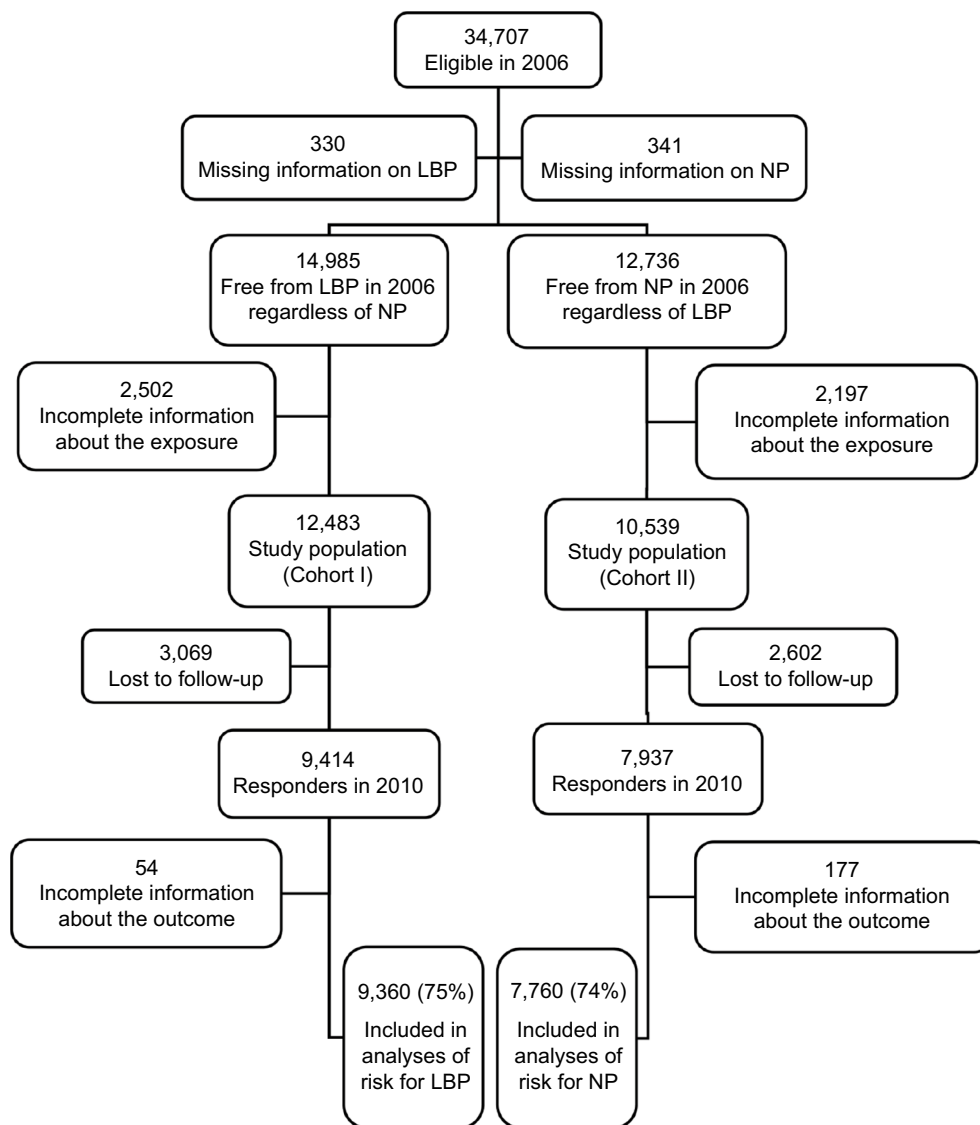 34,707
Eligible in 2006
330
Missing information on LBP
341
Missing information on NP
14,985
Free from LBP in 2006
regardless of NP
12,736
Free from NP in 2006
regardless of LBP
2,502
Incomplete information
about the exposure
2,197
Incomplete information
about the exposure
12,483
Study population
(Cohort I)
10,539
Study population
(Cohort II)
3,069
Lost to follow-up
2,602
Lost to follow-up
9,414
Responders in 2010
7,937
Responders in 2010
54
Incomplete information
about the outcome
177
Incomplete information
about the outcome
9,360 (75%)
Included in
analyses of
risk for LBP
7,760 (74%)
Included in
analyses of
risk for NP